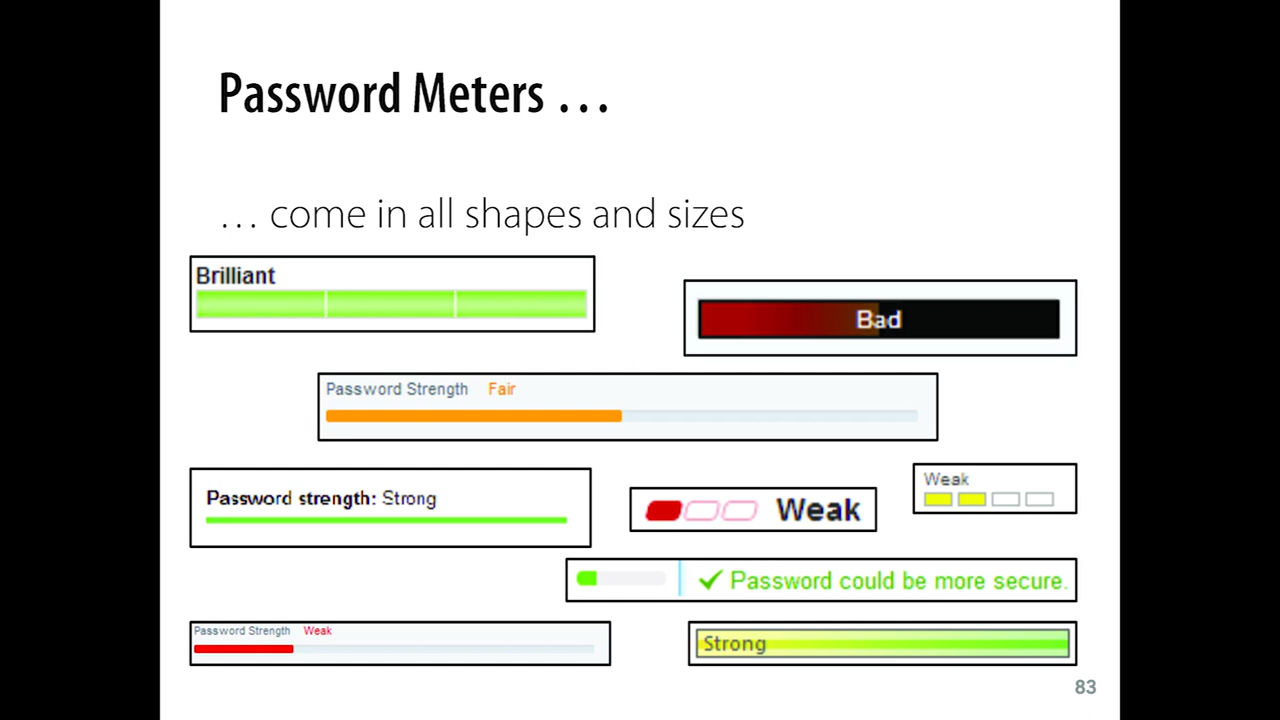 Password Meters …
… come in all shapes and sizes
Brilliant
Bad
Password Strength Fair
Password strength: Strong
Weak
Weak
Password could be more secure.
Password Strength Weak
Strong
83